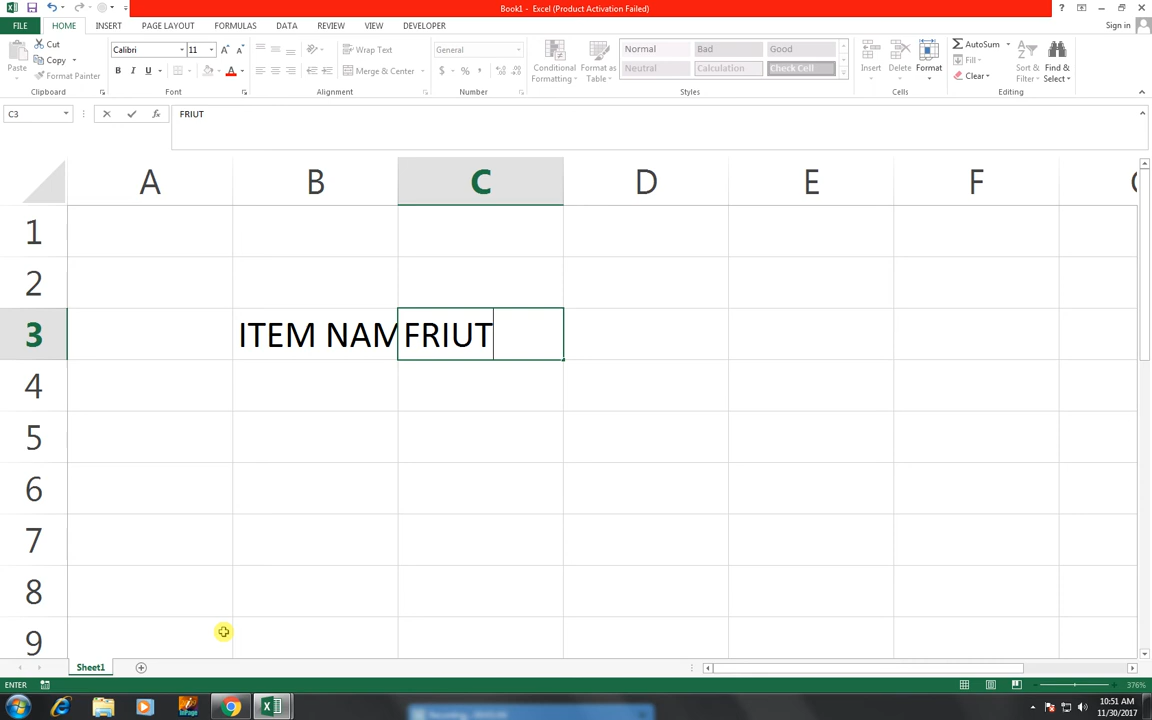 Book1 - Excel (Product Activation Failed)
FILE HOME INSERT PAGE LAYOUT FORMULAS DATA REVIEW VIEW DEVELOPER Sign in
Cut
Copy
Format Painter
Paste
Clipboard
Calibri 11
B I U
Font
Wrap Text
Merge & Center
Alignment
General
$ % ,
Number
Conditional Formatting
Format as Table
Normal Bad Good
Neutral Calculation Check Cell
Styles
Insert Delete Format
Cells
AutoSum
Fill
Clear
Sort & Filter
Find & Select
Editing
C3 fx FRIUT
A B C D E F
1
2
3 ITEM NAM FRIUT
4
5
6
7
8
9
Sheet1
ENTER 376%
InPage
10:51 AM
11/30/2017